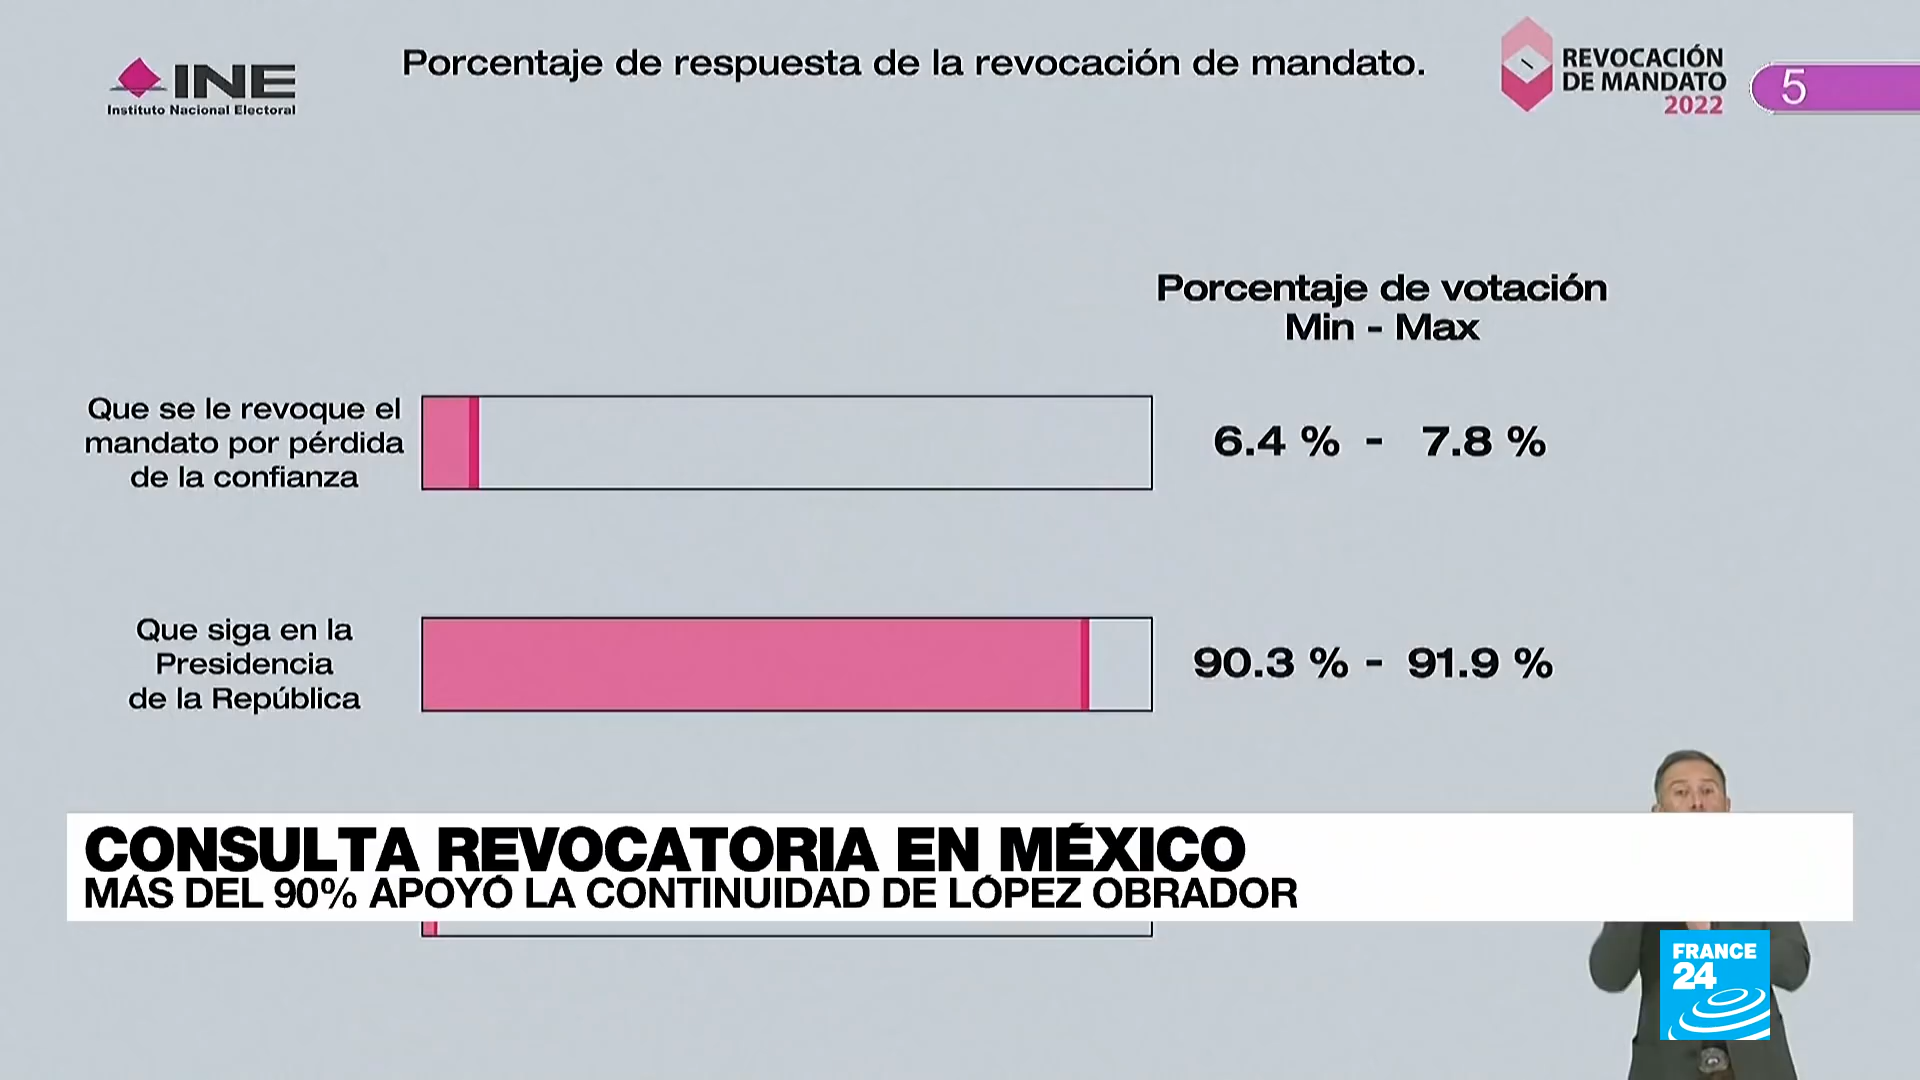 INE
Instituto Nacional Electoral
Porcentaje de respuesta de la revocación de mandato.
REVOCACIÓN
DE MANDATO
2022
5
Porcentaje de votación
Min - Max
Que se le revoque el
mandato por pérdida
de la confianza
6.4 % - 7.8 %
Que siga en la
Presidencia
de la República
90.3 % - 91.9 %
CONSULTA REVOCATORIA EN MÉXICO
MÁS DEL 90% APOYÓ LA CONTINUIDAD DE LÓPEZ OBRADOR
FRANCE
24